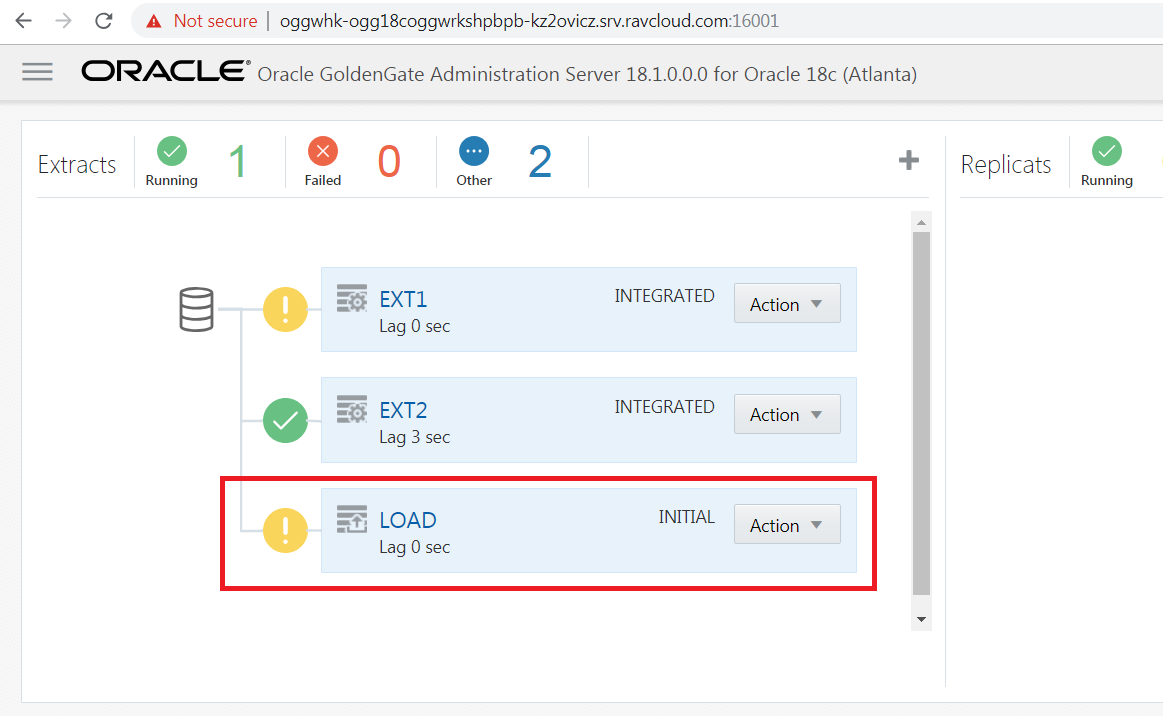 Not secure | oggwhk-ogg18coggwrkshpbpb-kz2ovicz.srv.ravcloud.com:16001
ORACLE® Oracle GoldenGate Administration Server 18.1.0.0.0 for Oracle 18c (Atlanta)
Extracts Running 1 Failed 0 Other 2 Replicats Running
EXT1 INTEGRATED Action
Lag 0 sec
EXT2 INTEGRATED Action
Lag 3 sec
LOAD INITIAL Action
Lag 0 sec